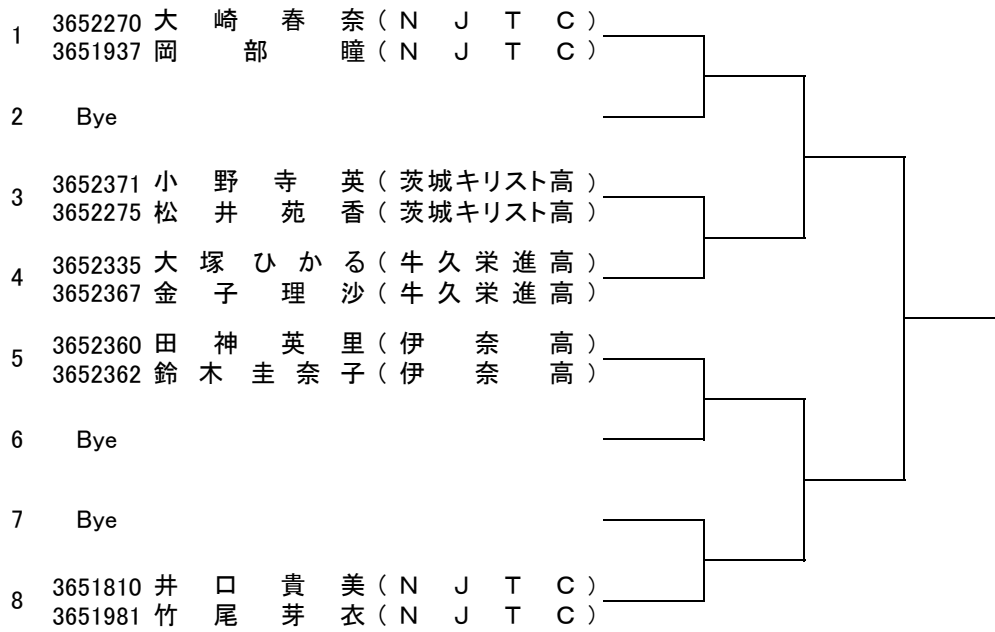 1 3652270 大崎春奈(ＮＪＴＣ)
3651937 岡部瞳(ＮＪＴＣ)
2 Bye
3 3652371 小野寺英(茨城キリスト高)
3652275 松井苑香(茨城キリスト高)
4 3652335 大塚ひかる(牛久栄進高)
3652367 金子理沙(牛久栄進高)
5 3652360 田神英里(伊奈高)
3652362 鈴木圭奈子(伊奈高)
6 Bye
7 Bye
8 3651810 井口貴美(ＮＪＴＣ)
3651981 竹尾芽衣(ＮＪＴＣ)